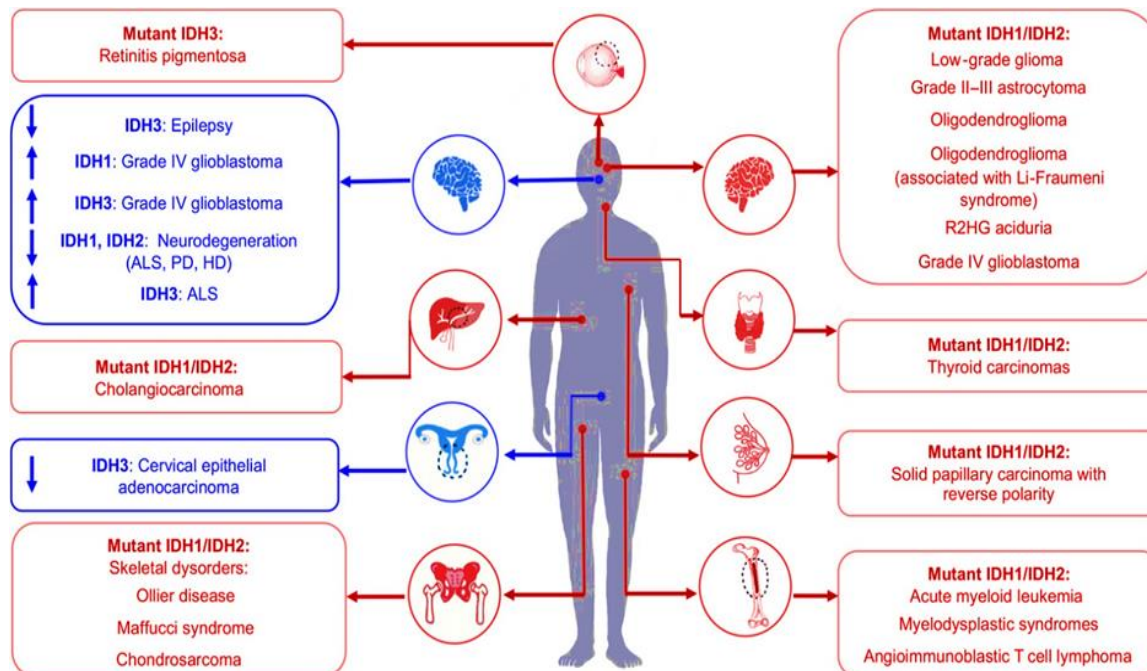 Mutant IDH3:
Retinitis pigmentosa
IDH3: Epilepsy
IDH1: Grade IV glioblastoma
IDH3: Grade IV glioblastoma
IDH1, IDH2: Neurodegeneration
(ALS, PD, HD)
IDH3: ALS
Mutant IDH1/IDH2:
Cholangiocarcinoma
IDH3: Cervical epithelial
adenocarcinoma
Mutant IDH1/IDH2:
Skeletal dysorders:
Ollier disease
Maffucci syndrome
Chondrosarcoma
Mutant IDH1/IDH2:
Low-grade glioma
Grade II–III astrocytoma
Oligodendroglioma
Oligodendroglioma
(associated with Li-Fraumeni
syndrome)
R2HG aciduria
Grade IV glioblastoma
Mutant IDH1/IDH2:
Thyroid carcinomas
Mutant IDH1/IDH2:
Solid papillary carcinoma with
reverse polarity
Mutant IDH1/IDH2:
Acute myeloid leukemia
Myelodysplastic syndromes
Angioimmunoblastic T cell lymphoma